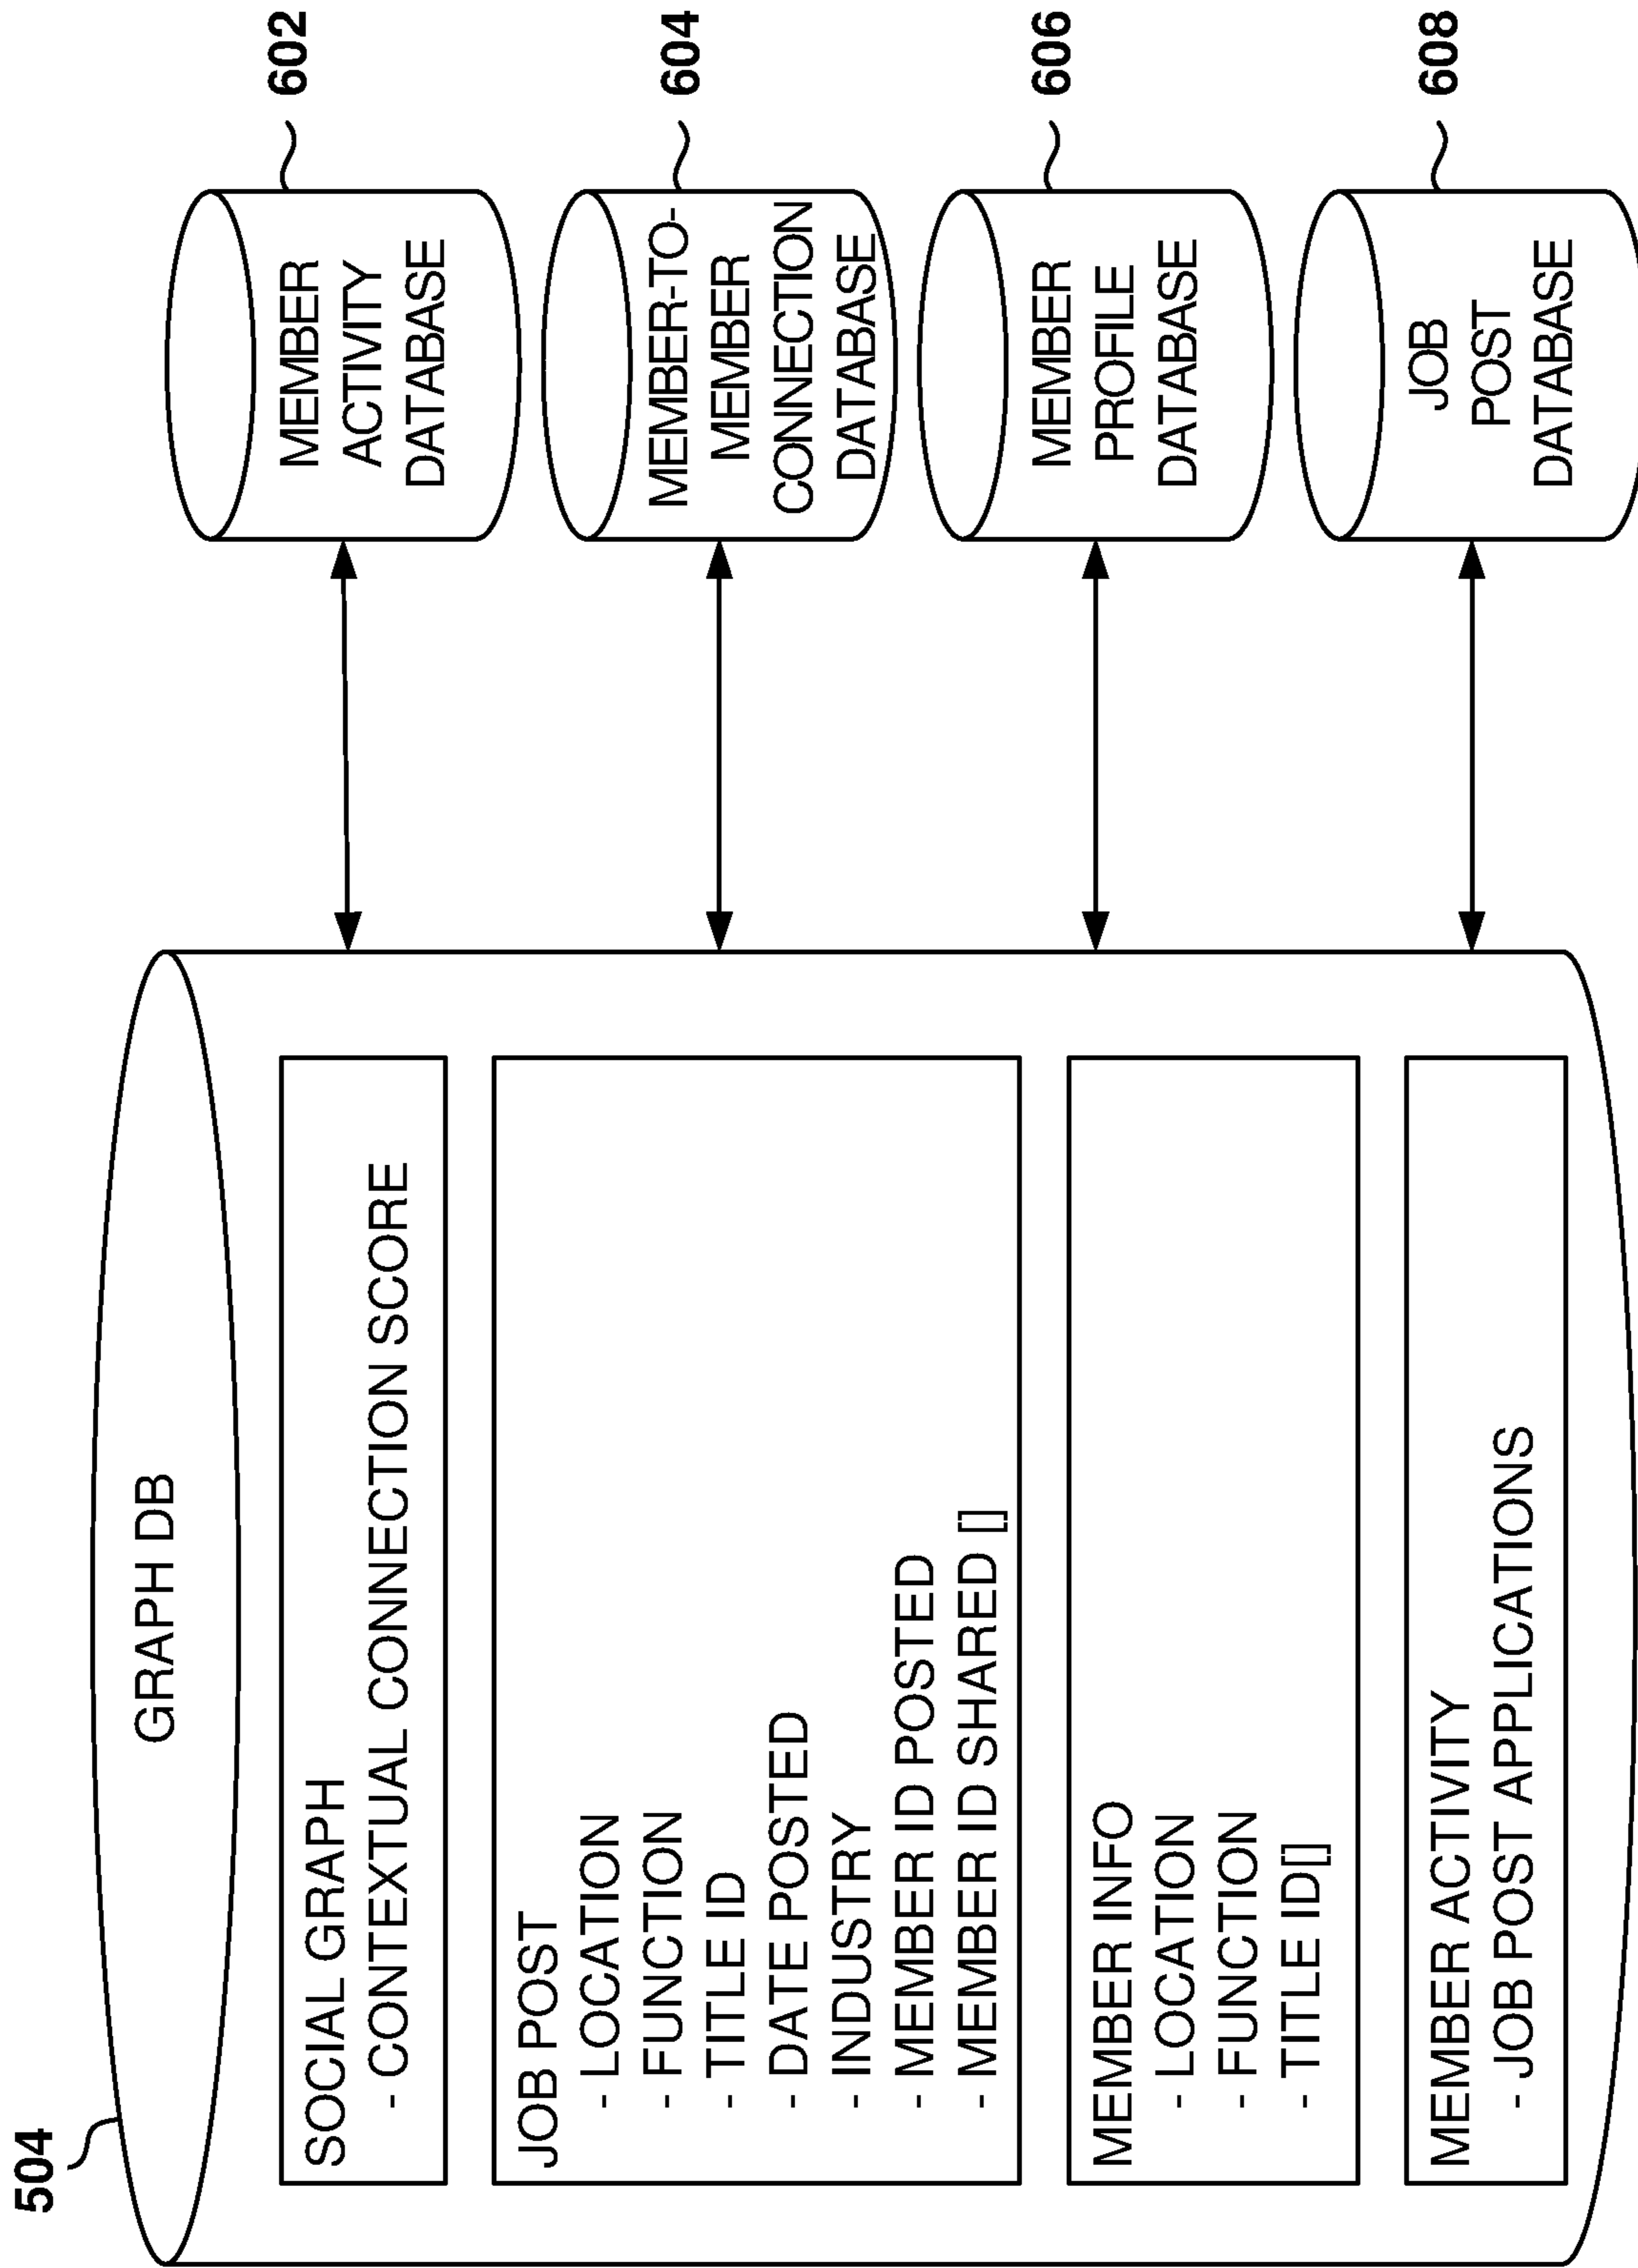 504
GRAPH DB
SOCIAL GRAPH
- CONTEXTUAL CONNECTION SCORE
JOB POST
- LOCATION
- FUNCTION
- TITLE ID
- DATE POSTED
- INDUSTRY
- MEMBER ID POSTED
- MEMBER ID SHARED []
MEMBER INFO
- LOCATION
- FUNCTION
- TITLE ID[]
MEMBER ACTIVITY
- JOB POST APPLICATIONS
602
MEMBER
ACTIVITY
DATABASE
604
MEMBER-TO-
MEMBER
CONNECTION
DATABASE
606
MEMBER
PROFILE
DATABASE
608
JOB
POST
DATABASE